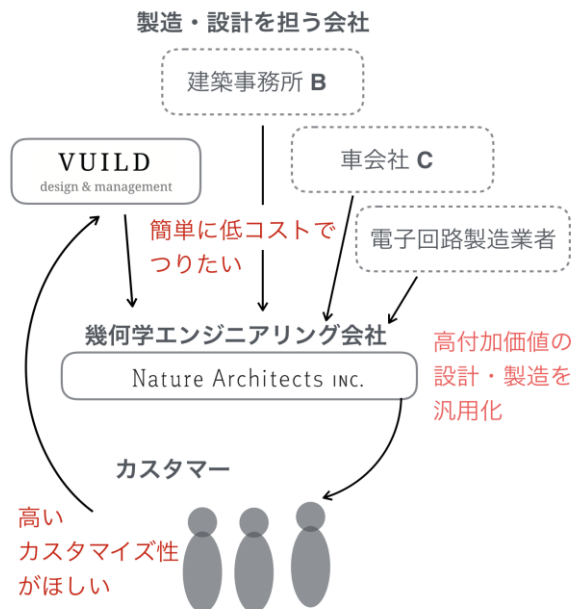 製造・設計を担う会社
建築事務所 B
VUILD
design & management
車会社 C
電子回路製造業者
簡単に低コストで
つりたい
幾何学エンジニアリング会社
Nature Architects INC.
高付加価値の
設計・製造を
汎用化
カスタマー
高い
カスタマイズ性
がほしい